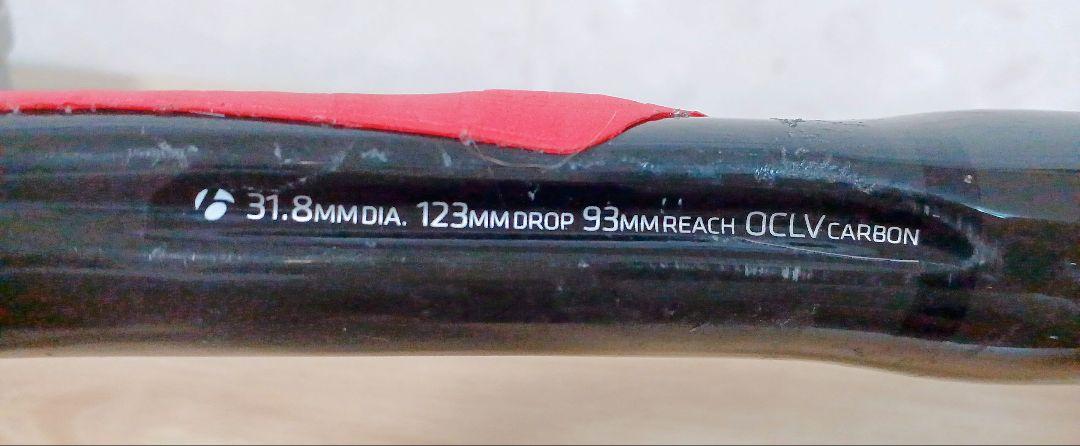 31.8MM DIA. 123MM DROP 93MM REACH OCLV CARBON